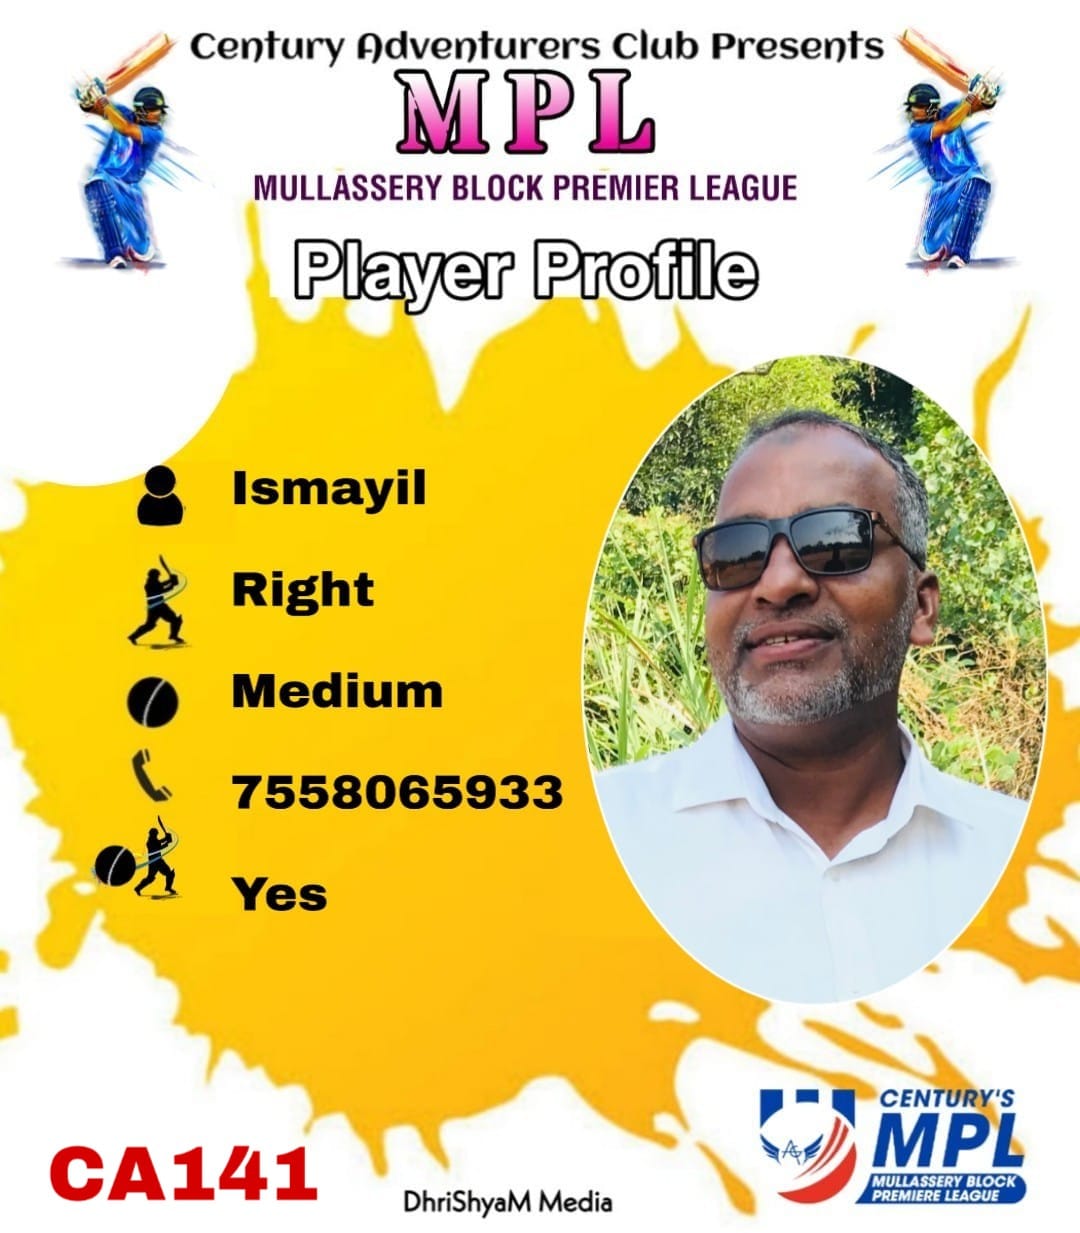 Century Adventurers Club Presents
MPL
MULLASSERY BLOCK PREMIER LEAGUE
Player Profile
Ismayil
Right
Medium
7558065933
Yes
CA141
DhriShyaM Media
CENTURY'S
MPL
MULLASSERY BLOCK
PREMIERE LEAGUE